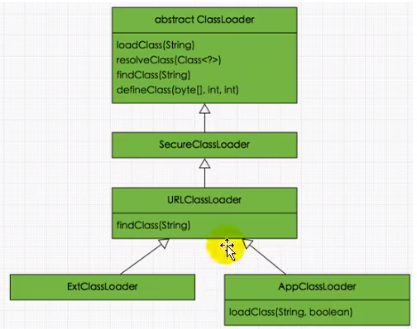 abstract ClassLoader
loadClass(String)
resolveClass(Class<?>)
findClass(String)
defineClass(byte[], int, int)
SecureClassLoader
URLClassLoader
findClass(String)
ExtClassLoader
AppClassLoader
loadClass(String, boolean)